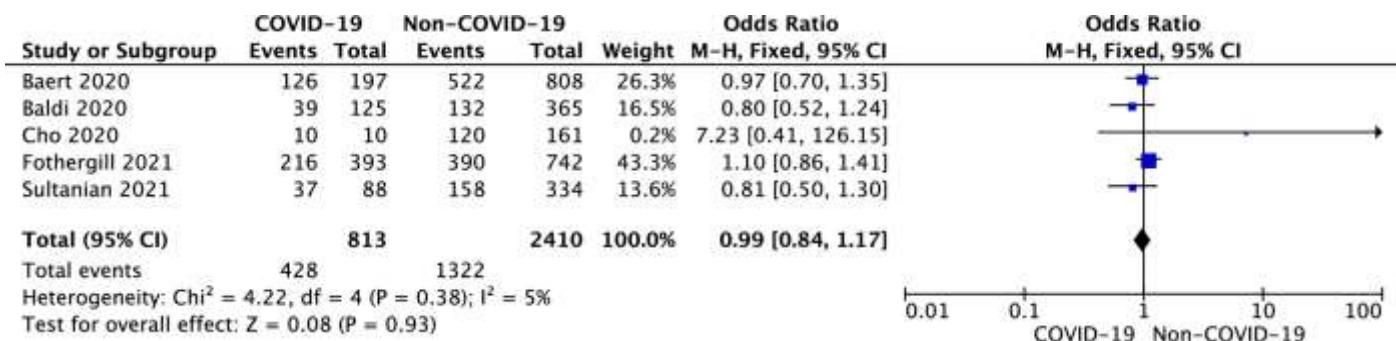 COVID-19 Non-COVID-19 Odds Ratio Odds Ratio
Study or Subgroup Events Total Events Total Weight M-H, Fixed, 95% CI M-H, Fixed, 95% CI
Baert 2020 126 197 522 808 26.3% 0.97 [0.70, 1.35]
Baldi 2020 39 125 132 365 16.5% 0.80 [0.52, 1.24]
Cho 2020 10 10 120 161 0.2% 7.23 [0.41, 126.15]
Fothergill 2021 216 393 390 742 43.3% 1.10 [0.86, 1.41]
Sultanian 2021 37 88 158 334 13.6% 0.81 [0.50, 1.30]
Total (95% CI) 813 2410 100.0% 0.99 [0.84, 1.17]
Total events 428 1322
Heterogeneity: Chi² = 4.22, df = 4 (P = 0.38); I² = 5%
Test for overall effect: Z = 0.08 (P = 0.93)
0.01 0.1 1 10 100
COVID-19 Non-COVID-19